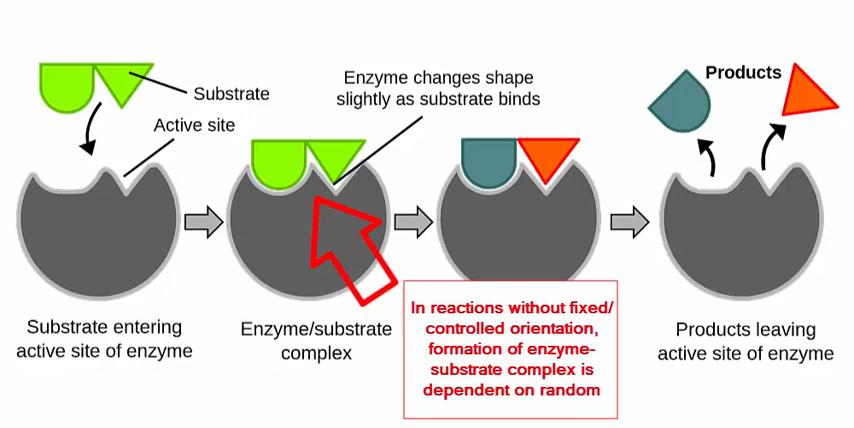 Substrate
Active site
Enzyme changes shape
slightly as substrate binds
Products
Substrate entering
active site of enzyme
Enzyme/substrate
complex
In reactions without fixed/
controlled orientation,
formation of enzyme-
substrate complex is
dependent on random
Products leaving
active site of enzyme